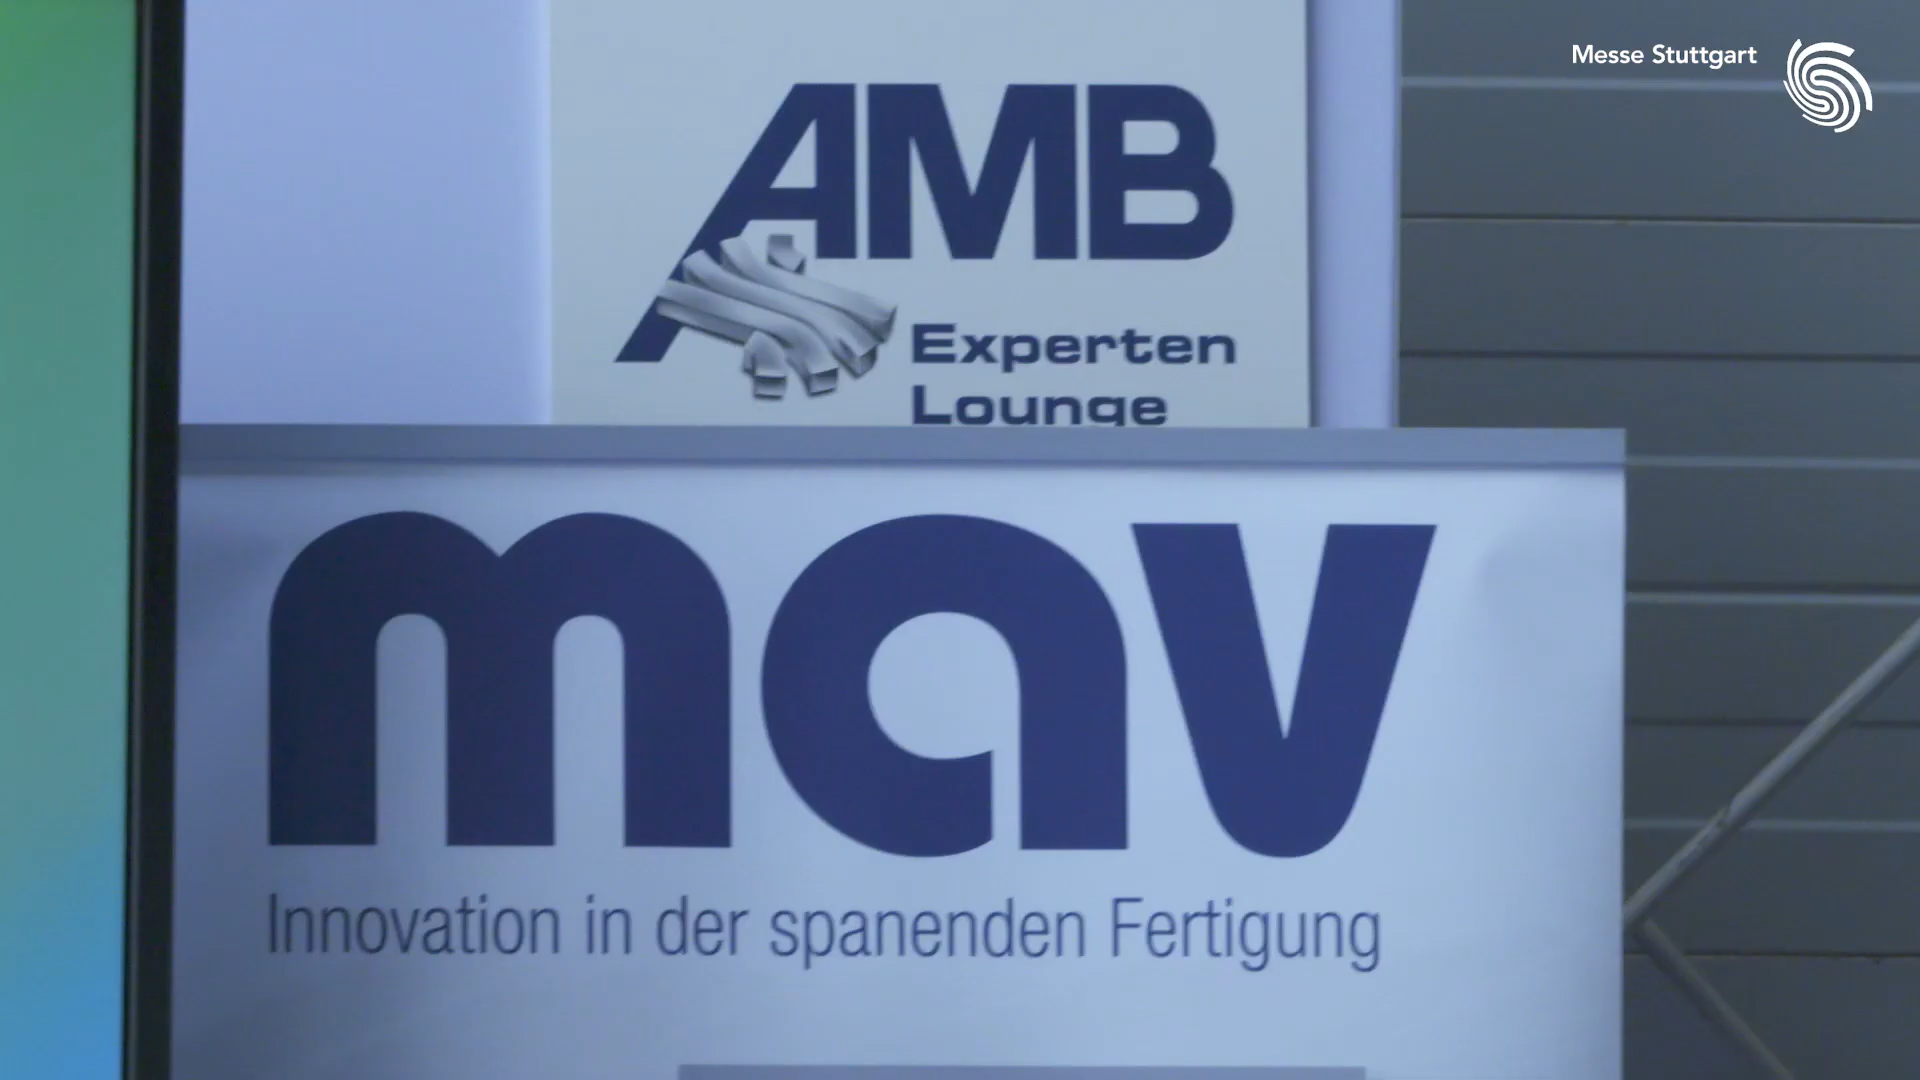 Messe Stuttgart
AMB
Experten
Lounge
mav
Innovation in der spanenden Fertigung